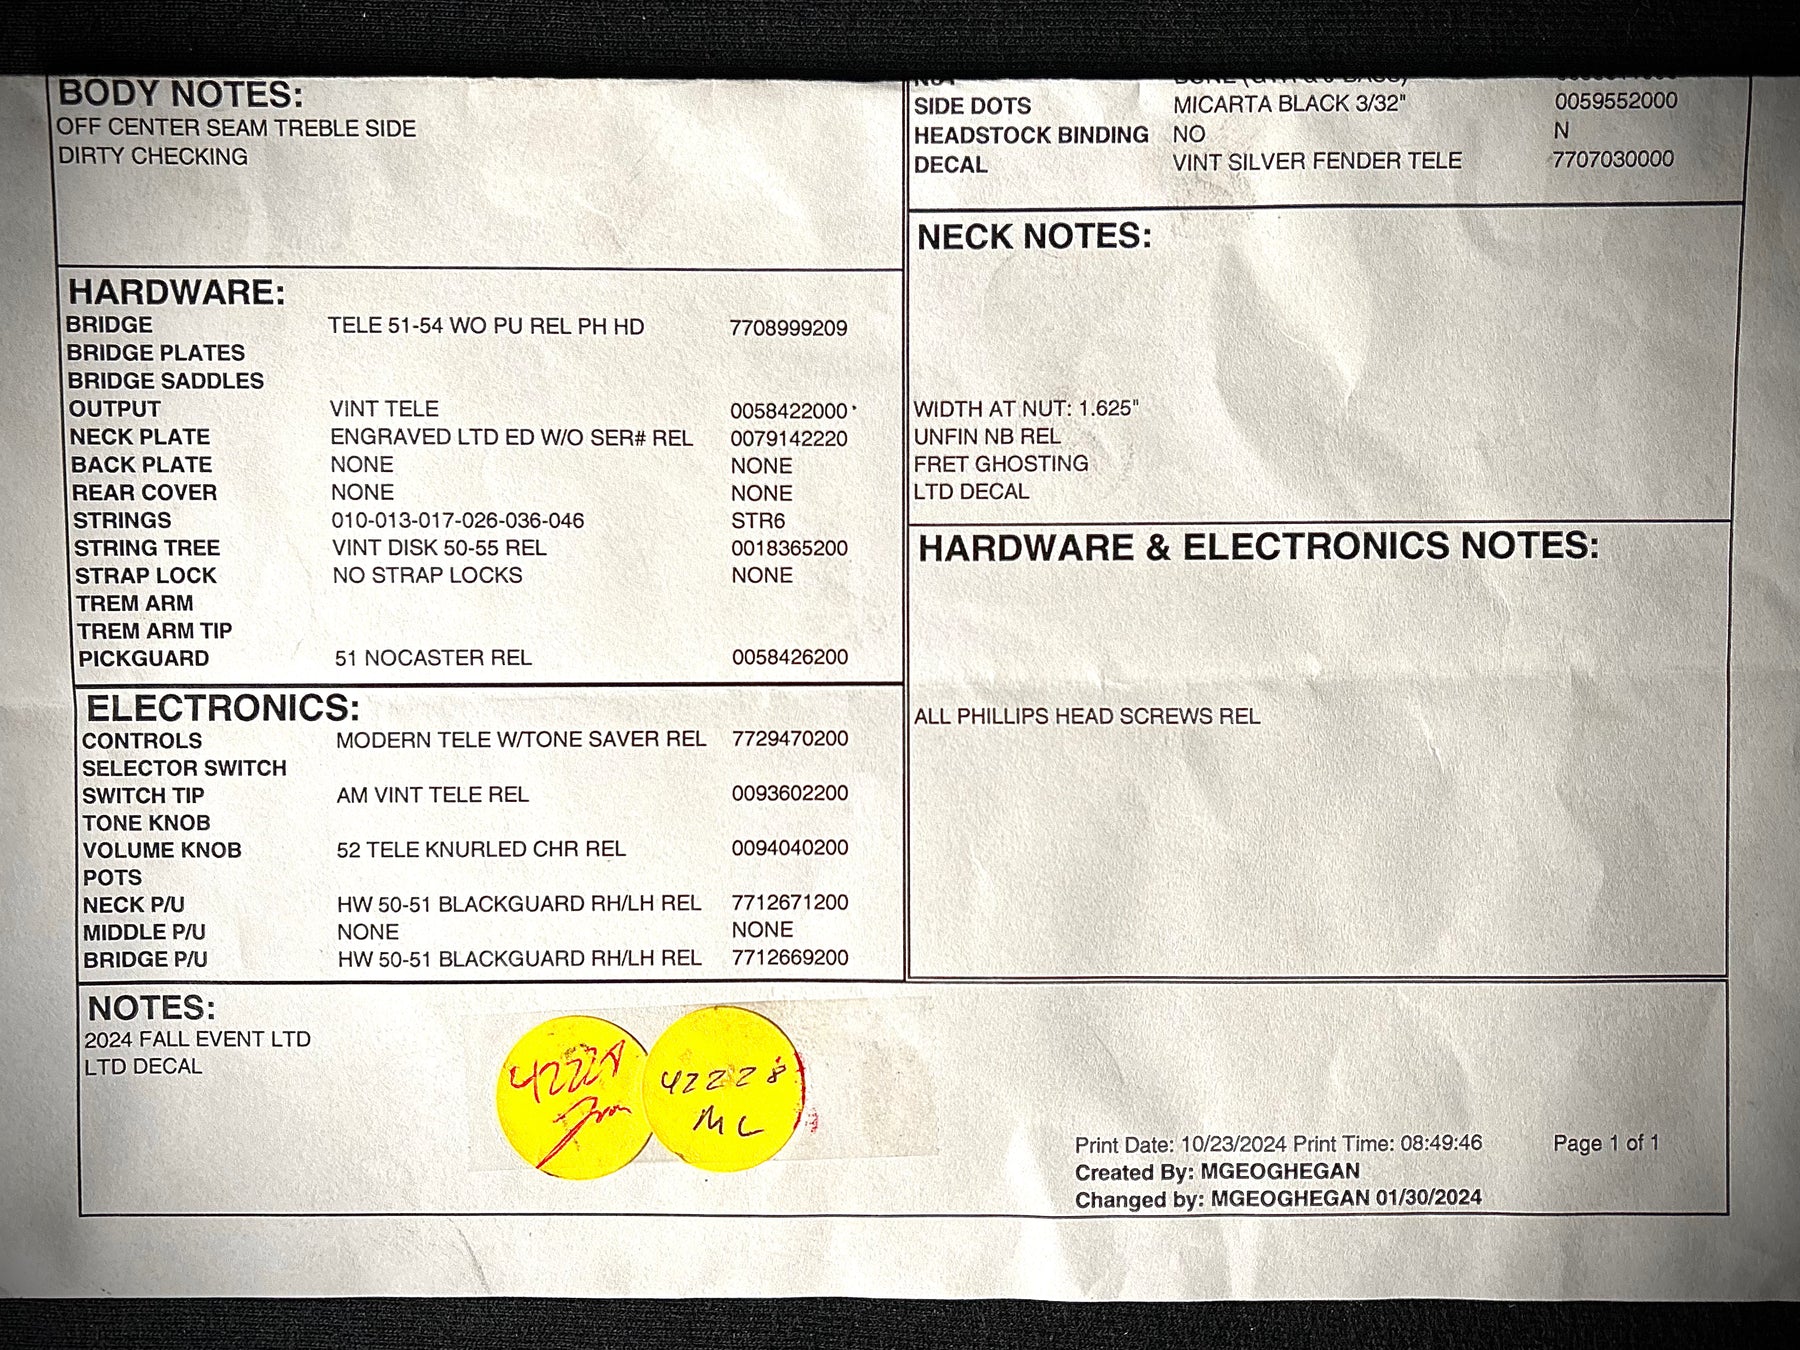 BODY NOTES:
OFF CENTER SEAM TREBLE SIDE
DIRTY CHECKING
HARDWARE:
BRIDGE TELE 51-54 WO PU REL PH HD 7708999209
BRIDGE PLATES
BRIDGE SADDLES
OUTPUT VINT TELE 0058422000
NECK PLATE ENGRAVED LTD ED W/O SER# REL 0079142220
BACK PLATE NONE NONE
REAR COVER NONE NONE
STRINGS 010-013-017-026-036-046 STR6
STRING TREE VINT DISK 50-55 REL 0018365200
STRAP LOCK NO STRAP LOCKS NONE
TREM ARM
TREM ARM TIP
PICKGUARD 51 NOCASTER REL 0058426200
ELECTRONICS:
CONTROLS MODERN TELE W/TONE SAVER REL 7729470200
SELECTOR SWITCH
SWITCH TIP AM VINT TELE REL 0093602200
TONE KNOB
VOLUME KNOB 52 TELE KNURLED CHR REL 0094040200
POTS
NECK P/U HW 50-51 BLACKGUARD RH/LH REL 7712671200
MIDDLE P/U NONE NONE
BRIDGE P/U HW 50-51 BLACKGUARD RH/LH REL 7712669200
SIDE DOTS MICARTA BLACK 3/32" 0059552000
HEADSTOCK BINDING NO N
DECAL VINT SILVER FENDER TELE 7707030000
NECK NOTES:
WIDTH AT NUT: 1.625"
UNFIN NB REL
FRET GHOSTING
LTD DECAL
HARDWARE & ELECTRONICS NOTES:
ALL PHILLIPS HEAD SCREWS REL
NOTES:
2024 FALL EVENT LTD
LTD DECAL
42228
42228
MC
Print Date: 10/23/2024 Print Time: 08:49:46 Page 1 of 1
Created By: MGEOGHEGAN
Changed by: MGEOGHEGAN 01/30/2024